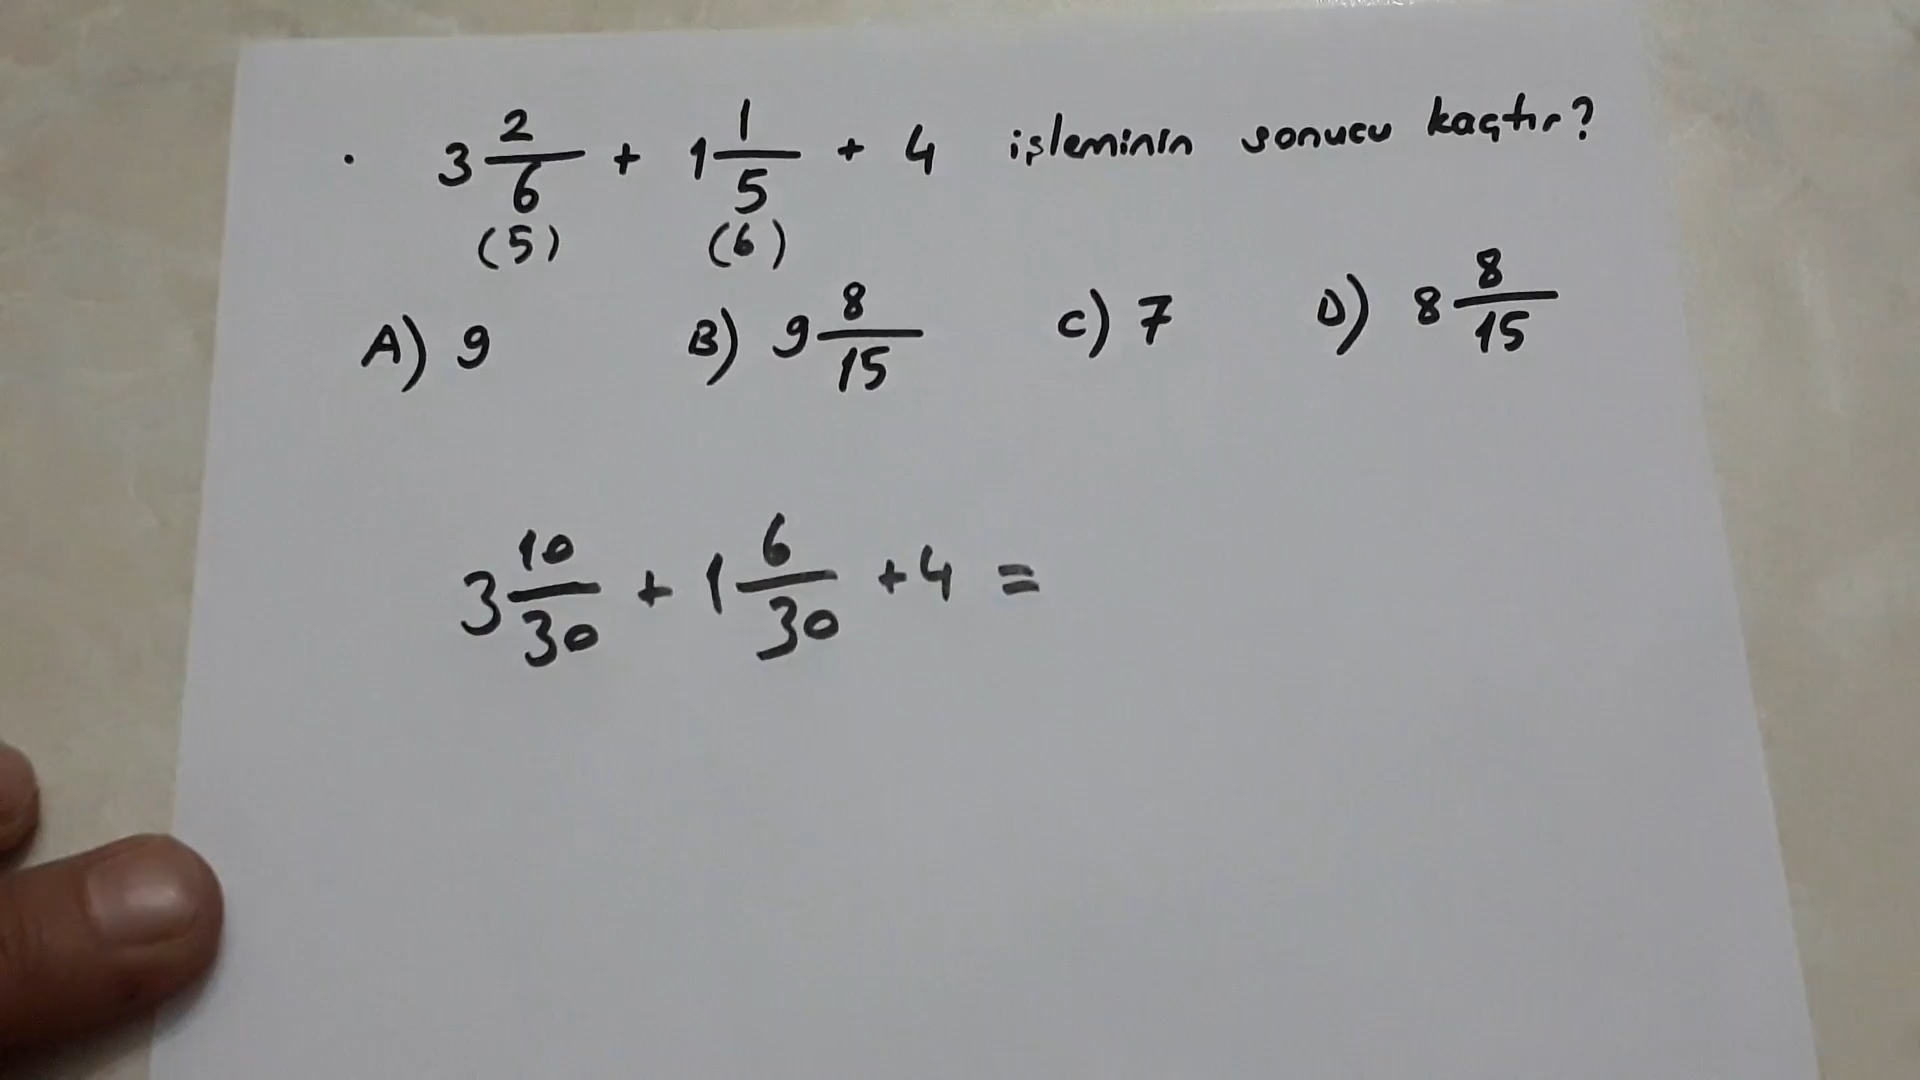 . 3 2/6 + 1 1/5 + 4 işleminin sonucu kaçtır?
(5) (6)
A) 9 B) 9 8/15 C) 7 D) 8 8/15
3 10/30 + 1 6/30 + 4 =